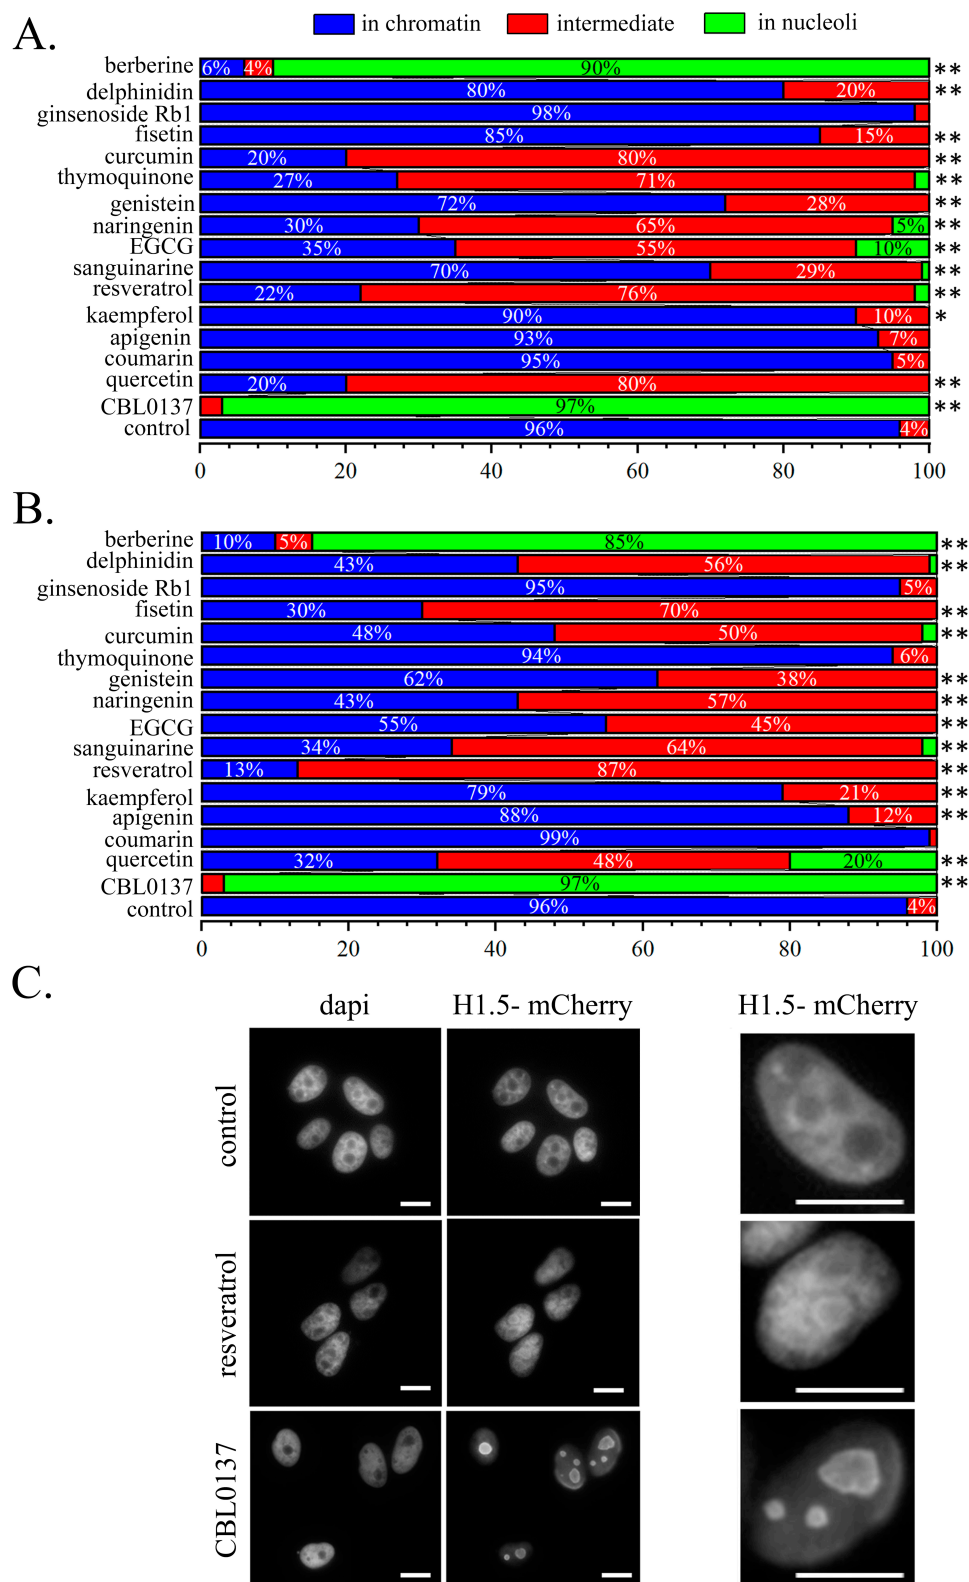 A.
in chromatin intermediate in nucleoli
berberine 6% 4% 90% **
delphinidin 80% 20% **
ginsenoside Rb1 98%
fisetin 85% 15% **
curcumin 20% 80% **
thymoquinone 27% 71% **
genistein 72% 28% **
naringenin 30% 65% 5% **
EGCG 35% 55% 10% **
sanguinarine 70% 29% **
resveratrol 22% 76% **
kaempferol 90% 10% *
apigenin 93% 7%
coumarin 95% 5%
quercetin 20% 80% **
CBL0137 97% **
control 96% 4%
0 20 40 60 80 100
B.
berberine 10% 5% 85% **
delphinidin 43% 56% **
ginsenoside Rb1 95% 5%
fisetin 30% 70% **
curcumin 48% 50% **
thymoquinone 94% 6%
genistein 62% 38% **
naringenin 43% 57% **
EGCG 55% 45% **
sanguinarine 34% 64% **
resveratrol 13% 87% **
kaempferol 79% 21% **
apigenin 88% 12% **
coumarin 99%
quercetin 32% 48% 20% **
CBL0137 97% **
control 96% 4%
0 20 40 60 80 100
C.
dapi H1.5- mCherry H1.5- mCherry
control
resveratrol
CBL0137